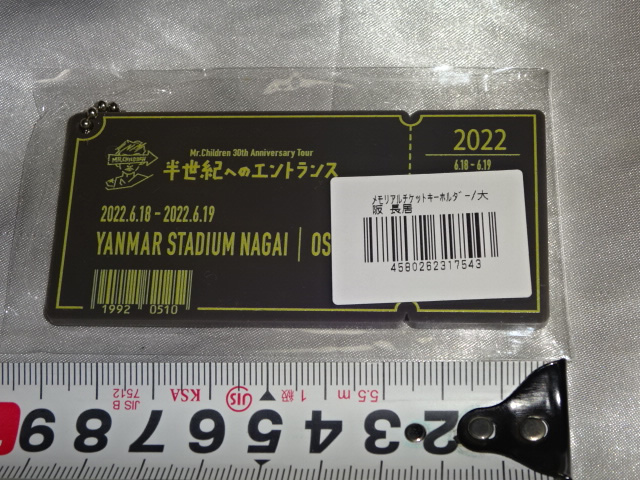 MR.CHILDREN
Mr.Children 30th Anniversary Tour
半世紀へのエントランス
2022.6.18 - 2022.6.19
YANMAR STADIUM NAGAI | OS
1992 0510
2022
6.18 - 6.19
メモリアルチケットキーホルダー/大
阪 長居
4580262317543
JIS B
7512
KSA
JIS
1 級
5.5 m
9 8 7 6 5 4 3 2